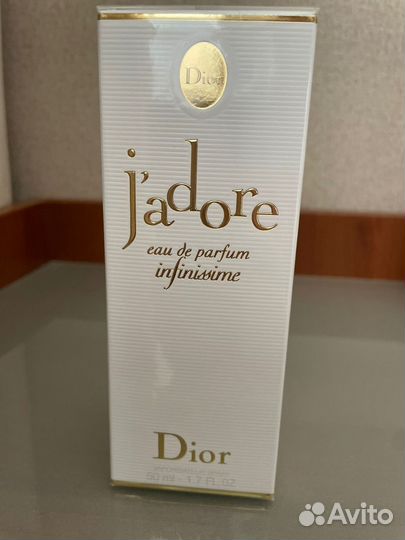 Dior
j'adore
eau de parfum
infinissime
Dior
50 ml - 1.7 FL. OZ
Avito